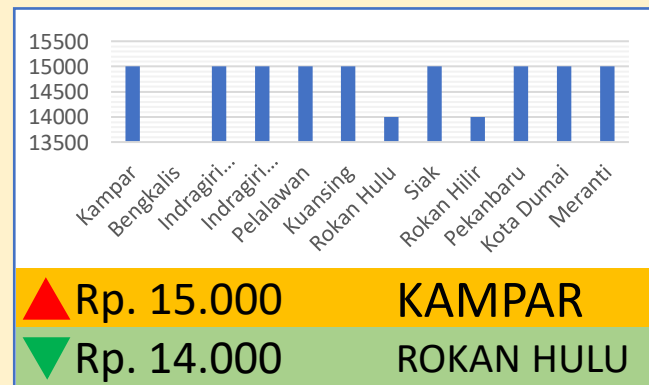 15500
15000
14500
14000
13500
Kampar
Bengkalis
Indragiri...
Indragiri...
Pelalawan
Kuansing
Rokan Hulu
Siak
Rokan Hilir
Pekanbaru
Kota Dumai
Meranti
Rp. 15.000 KAMPAR
Rp. 14.000 ROKAN HULU